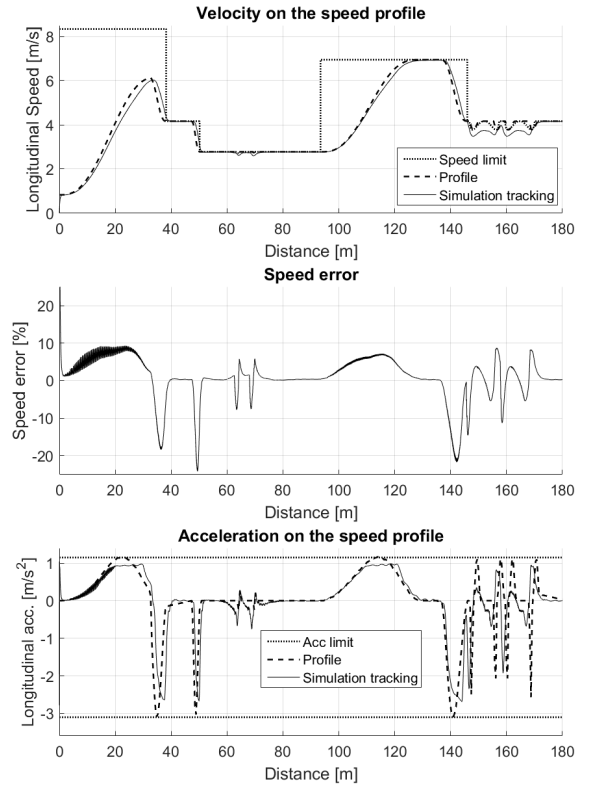 Velocity on the speed profile
Longitudinal Speed [m/s]
8
6
4
2
0
Speed limit
Profile
Simulation tracking
0 20 40 60 80 100 120 140 160 180
Distance [m]
Speed error
Speed error [%]
20
10
0
-10
-20
0 20 40 60 80 100 120 140 160 180
Distance [m]
Acceleration on the speed profile
Longitudinal acc. [m/s²]
1
0
-1
-2
-3
Acc limit
Profile
Simulation tracking
0 20 40 60 80 100 120 140 160 180
Distance [m]